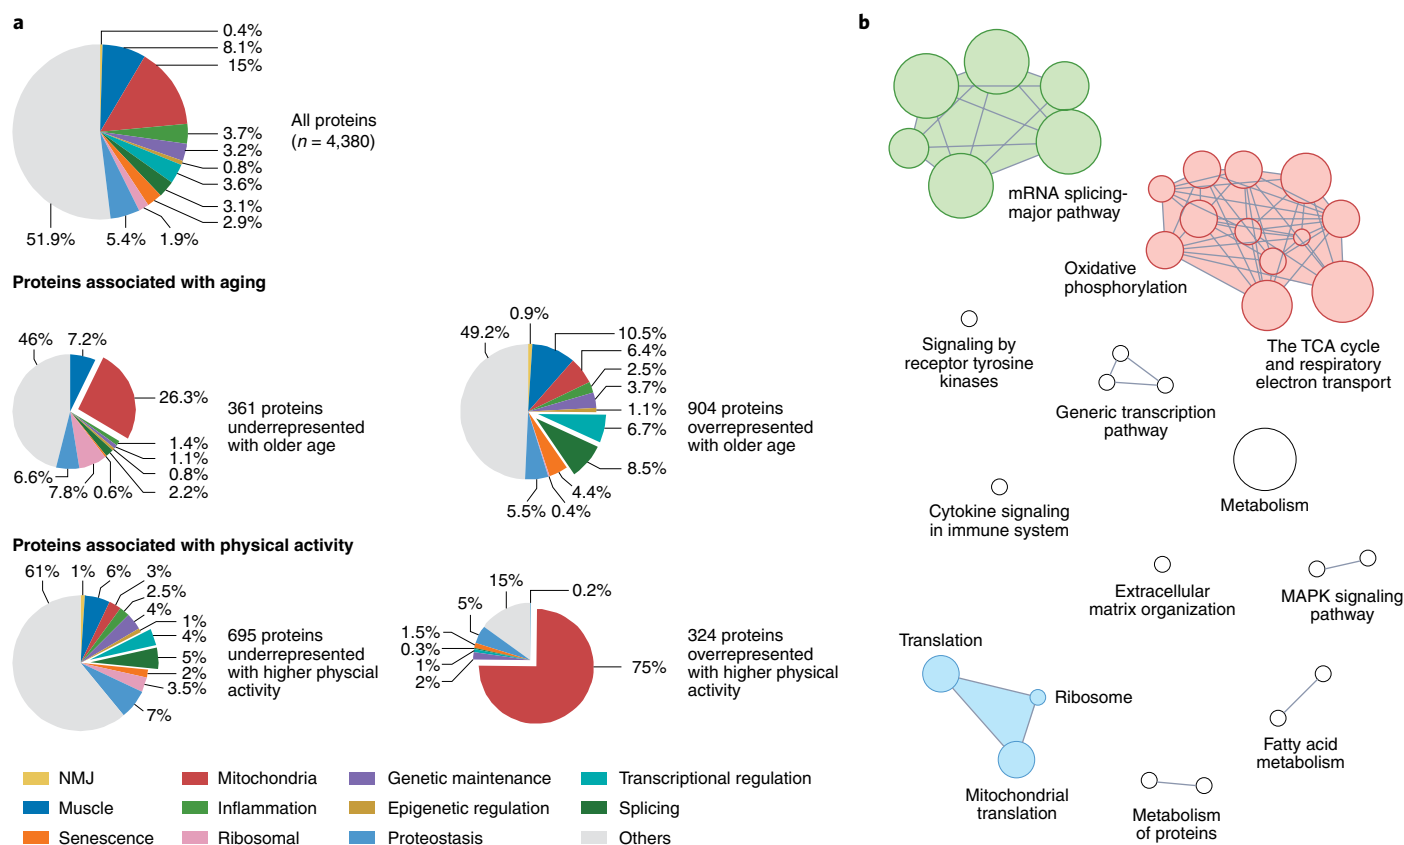 a
0.4%
8.1%
15%
3.7%
3.2%
0.8%
3.6%
3.1%
2.9%
1.9%
5.4%
51.9%
All proteins
(n = 4,380)
Proteins associated with aging
46%
7.2%
26.3%
1.4%
1.1%
0.8%
2.2%
0.6%
7.8%
6.6%
361 proteins
underrepresented
with older age
0.9%
49.2%
10.5%
6.4%
2.5%
3.7%
1.1%
6.7%
8.5%
4.4%
0.4%
5.5%
904 proteins
overrepresented
with older age
Proteins associated with physical activity
61%
1%
6%
3%
2.5%
4%
1%
4%
5%
2%
3.5%
7%
695 proteins
underrepresented
with higher physcial
activity
15%
0.2%
5%
1.5%
0.3%
1%
2%
75%
324 proteins
overrepresented
with higher physical
activity
NMJ
Mitochondria
Genetic maintenance
Transcriptional regulation
Muscle
Inflammation
Epigenetic regulation
Splicing
Senescence
Ribosomal
Proteostasis
Others
b
mRNA splicing-
major pathway
Oxidative
phosphorylation
The TCA cycle
and respiratory
electron transport
Signaling by
receptor tyrosine
kinases
Generic transcription
pathway
Metabolism
Cytokine signaling
in immune system
Extracellular
matrix organization
MAPK signaling
pathway
Translation
Ribosome
Mitochondrial
translation
Fatty acid
metabolism
Metabolism
of proteins